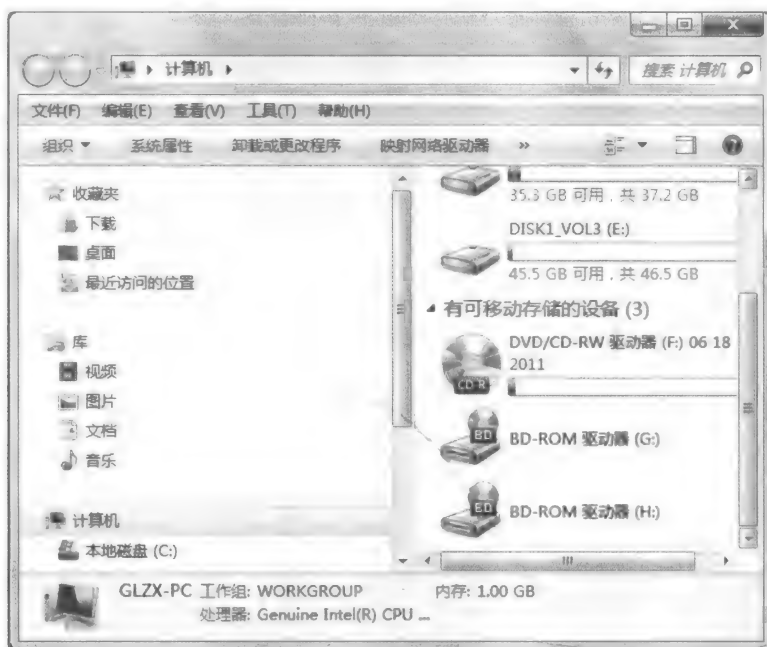 计算机
搜索 计算机
文件(F) 编辑(E) 查看(V) 工具(T) 帮助(H)
组织 系统属性 卸载或更改程序 映射网络驱动器 »
收藏夹
下载
桌面
最近访问的位置
库
视频
图片
文档
音乐
计算机
本地磁盘 (C:)
35.3 GB 可用，共 37.2 GB
DISK1_VOL3 (E:)
45.5 GB 可用，共 46.5 GB
有可移动存储的设备 (3)
DVD/CD-RW 驱动器 (F:) 06 18
2011
CD-R
BD
BD-ROM 驱动器 (G:)
BD
BD-ROM 驱动器 (H:)
GLZX-PC 工作组: WORKGROUP 内存: 1.00 GB
处理器: Genuine Intel(R) CPU ...